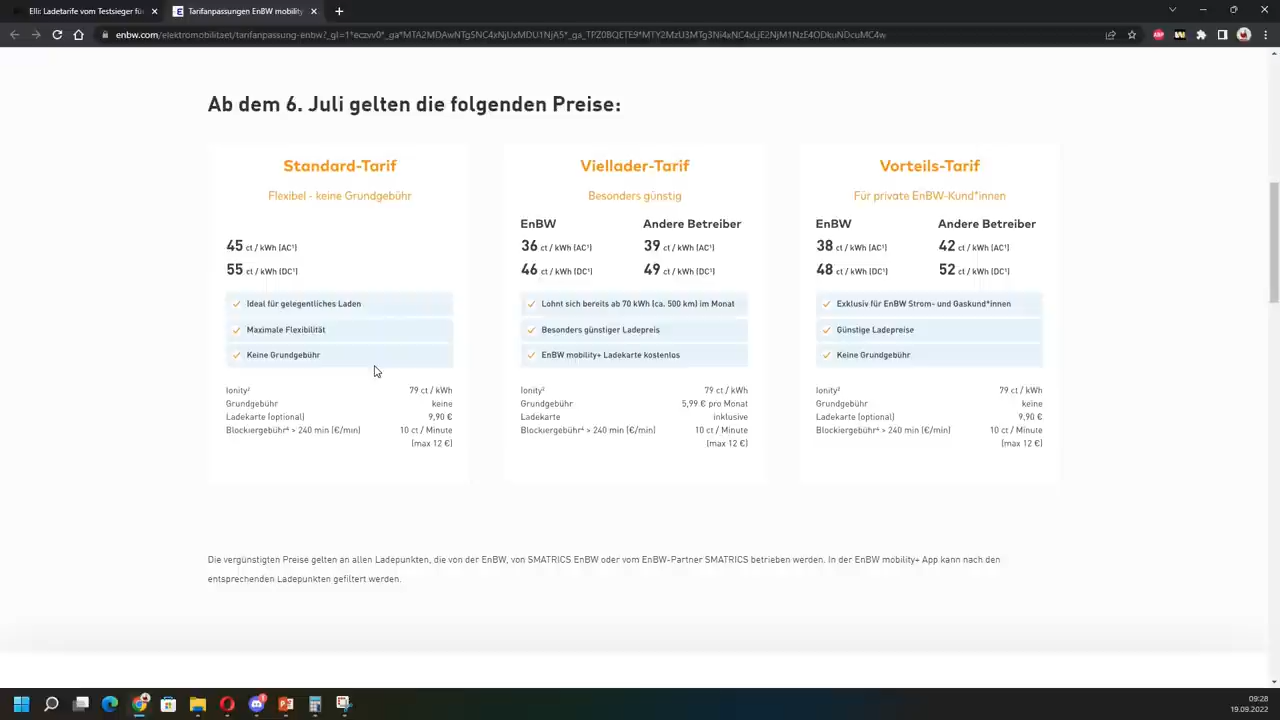 Elli Ladetarife vom Testsieger für
Tarifanpassungen EnBW mobility
Ab dem 6. Juli gelten die folgenden Preise:
Standard-Tarif
Flexibel - keine Grundgebühr
45 ct / kWh (AC¹)
55 ct / kWh (DC¹)
Ideal für gelegentliches Laden
Maximale Flexibilität
Keine Grundgebühr
Ionity² 79 ct / kWh
Grundgebühr keine
Ladekarte (optional) 9,90 €
Blockiergebühr⁴ > 240 min (€/min) 10 ct / Minute
(max 12 €)
Viellader-Tarif
Besonders günstig
EnBW Andere Betreiber
36 ct / kWh (AC¹) 39 ct / kWh (AC¹)
46 ct / kWh (DC¹) 49 ct / kWh (DC¹)
Lohnt sich bereits ab 70 kWh (ca. 500 km) im Monat
Besonders günstiger Ladepreis
EnBW mobility+ Ladekarte kostenlos
Ionity² 79 ct / kWh
Grundgebühr 5,99 € pro Monat
Ladekarte inklusive
Blockiergebühr⁴ > 240 min (€/min) 10 ct / Minute
(max 12 €)
Vorteils-Tarif
Für private EnBW-Kund*innen
EnBW Andere Betreiber
38 ct / kWh (AC¹) 42 ct / kWh (AC¹)
48 ct / kWh (DC¹) 52 ct / kWh (DC¹)
Exklusiv für EnBW Strom- und Gaskund*innen
Günstige Ladepreise
Keine Grundgebühr
Ionity² 79 ct / kWh
Grundgebühr keine
Ladekarte (optional) 9,90 €
Blockiergebühr⁴ > 240 min (€/min) 10 ct / Minute
(max 12 €)
Die vergünstigten Preise gelten an allen Ladepunkten, die von der EnBW, von SMATRICS EnBW oder vom EnBW-Partner SMATRICS betrieben werden. In der EnBW mobility+ App kann nach den
entsprechenden Ladepunkten gefiltert werden.
09:28
19.09.2022